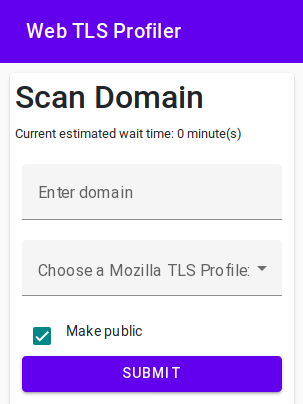 Web TLS Profiler
Scan Domain
Current estimated wait time: 0 minute(s)
Enter domain
Choose a Mozilla TLS Profile:
Make public
SUBMIT